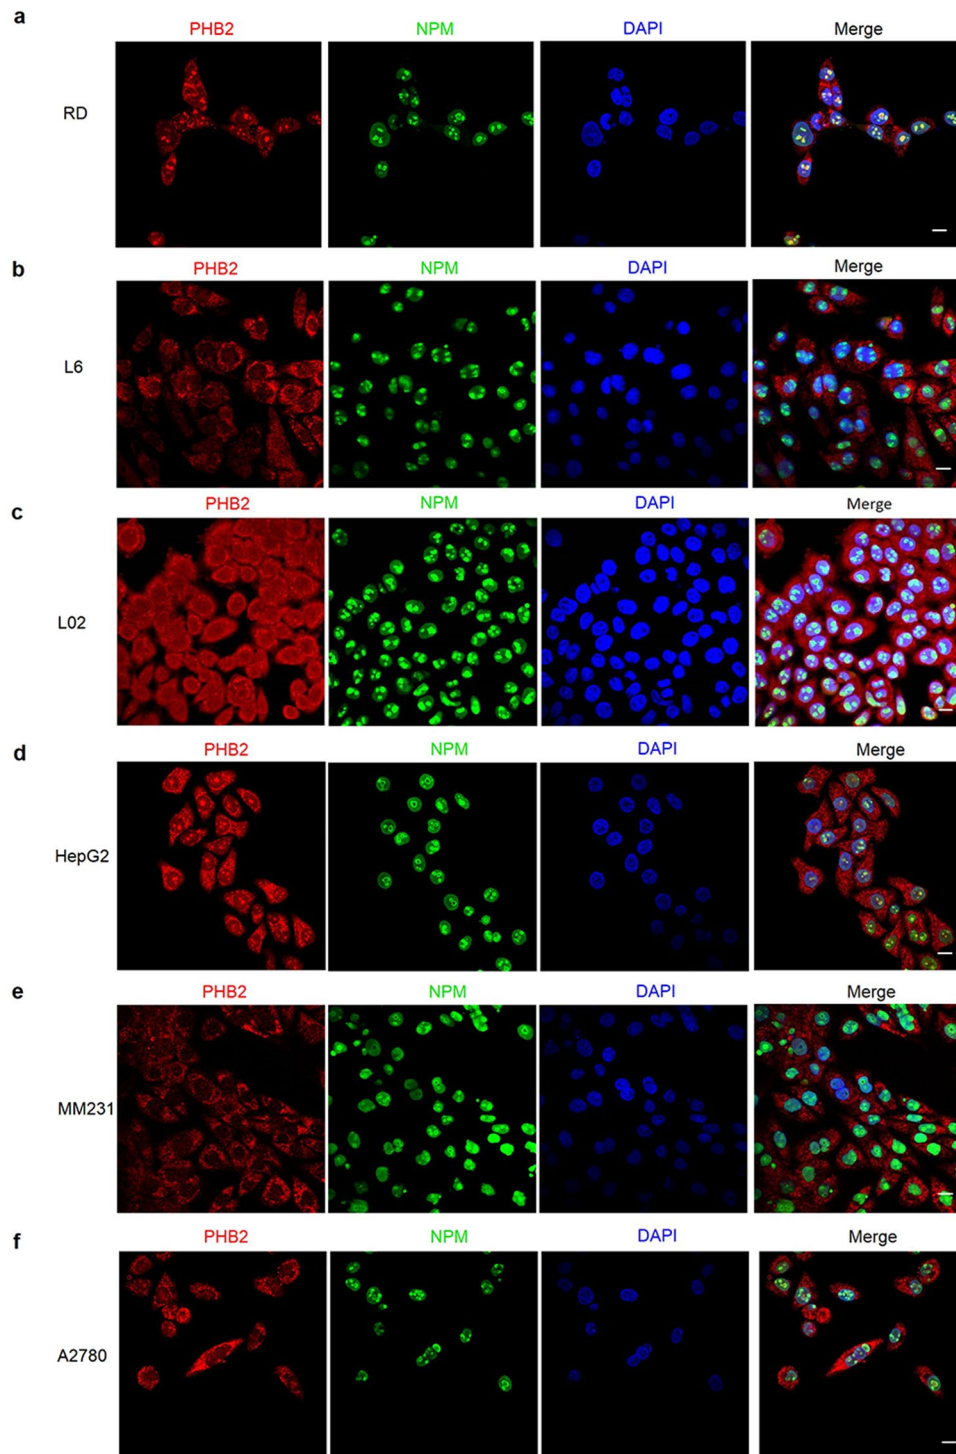 a
PHB2 NPM DAPI Merge
RD
b
PHB2 NPM DAPI Merge
L6
c
PHB2 NPM DAPI Merge
L02
d
PHB2 NPM DAPI Merge
HepG2
e
PHB2 NPM DAPI Merge
MM231
f
PHB2 NPM DAPI Merge
A2780